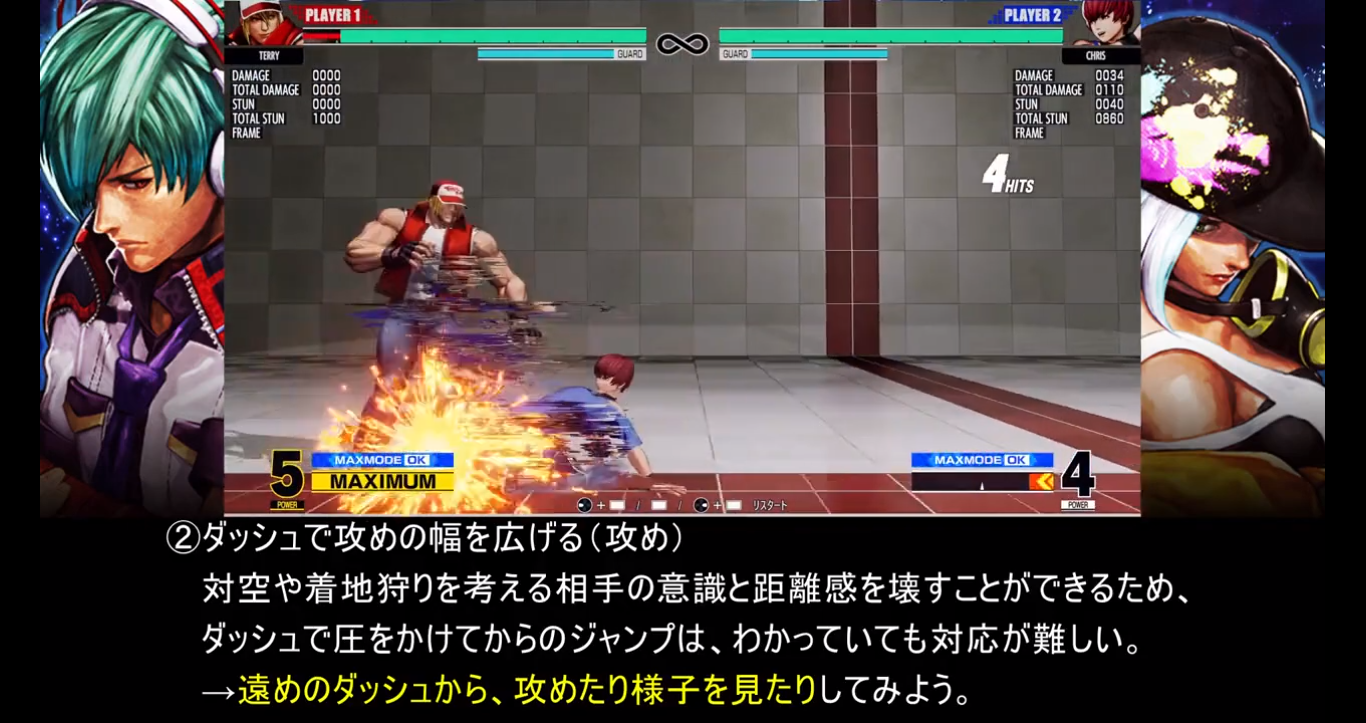 PLAYER 1
PLAYER 2
TERRY
GUARD
GUARD
CHRIS
DAMAGE 0000
TOTAL DAMAGE 0000
STUN 0000
TOTAL STUN 1000
FRAME
DAMAGE 0034
TOTAL DAMAGE 0110
STUN 0040
TOTAL STUN 0860
FRAME
4 HITS
5 MAXMODE OK
MAXIMUM
POWER
MAXMODE OK 4
POWER
+ / / + リスタート
②ダッシュで攻めの幅を広げる（攻め）
対空や着地狩りを考える相手の意識と距離感を壊すことができるため、
ダッシュで圧をかけてからのジャンプは、わかっていても対応が難しい。
→遠めのダッシュから、攻めたり様子を見たりしてみよう。